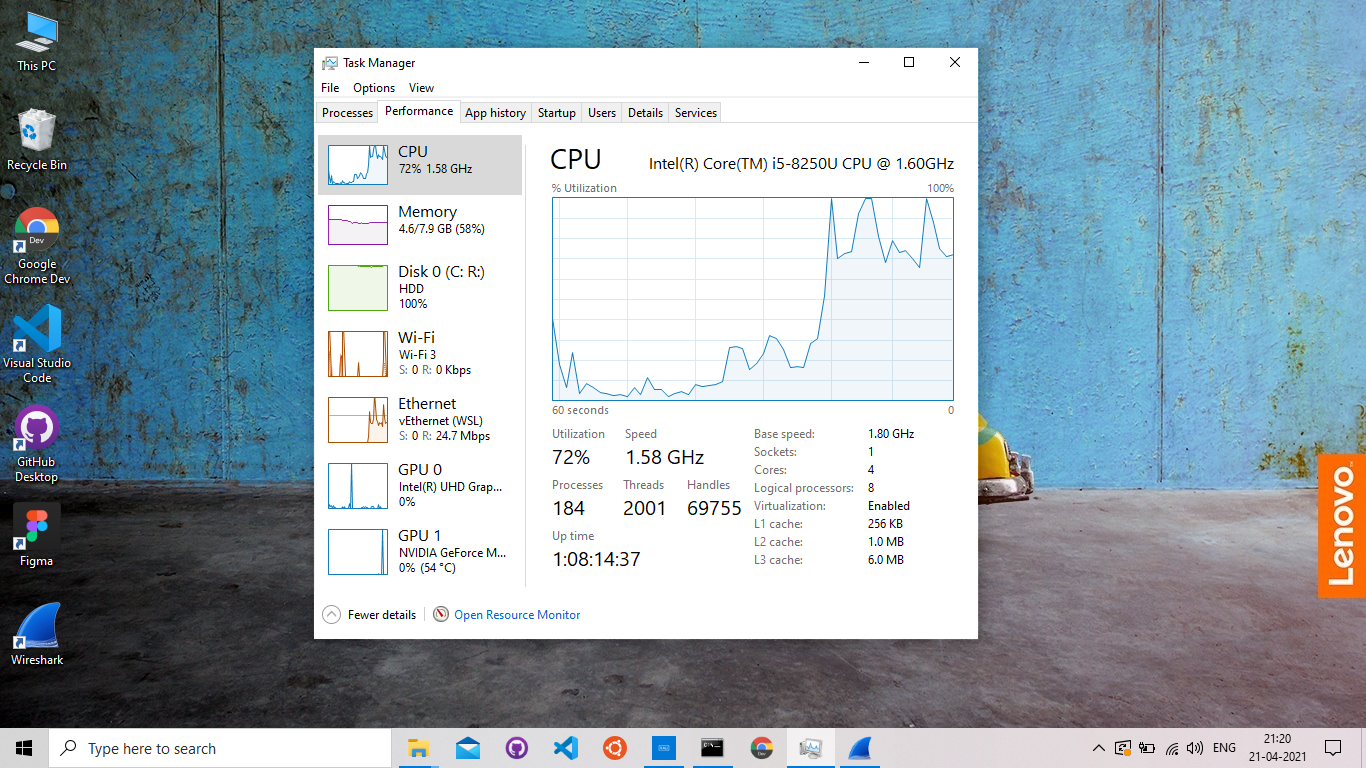 This PC
Recycle Bin
Dev
Google
Chrome Dev
Visual Studio
Code
GitHub
Desktop
Figma
Wireshark
Task Manager
File Options View
Processes Performance App history Startup Users Details Services
CPU
72% 1.58 GHz
Memory
4.6/7.9 GB (58%)
Disk 0 (C: R:)
HDD
100%
Wi-Fi
Wi-Fi 3
S: 0 R: 0 Kbps
Ethernet
vEthernet (WSL)
S: 0 R: 24.7 Mbps
GPU 0
Intel(R) UHD Grap...
0%
GPU 1
NVIDIA GeForce M...
0% (54 °C)
CPU Intel(R) Core(TM) i5-8250U CPU @ 1.60GHz
% Utilization 100%
60 seconds 0
Utilization Speed
72% 1.58 GHz
Processes Threads Handles
184 2001 69755
Up time
1:08:14:37
Base speed: 1.80 GHz
Sockets: 1
Cores: 4
Logical processors: 8
Virtualization: Enabled
L1 cache: 256 KB
L2 cache: 1.0 MB
L3 cache: 6.0 MB
Fewer details Open Resource Monitor
Lenovo
Type here to search
ENG
21:20
21-04-2021